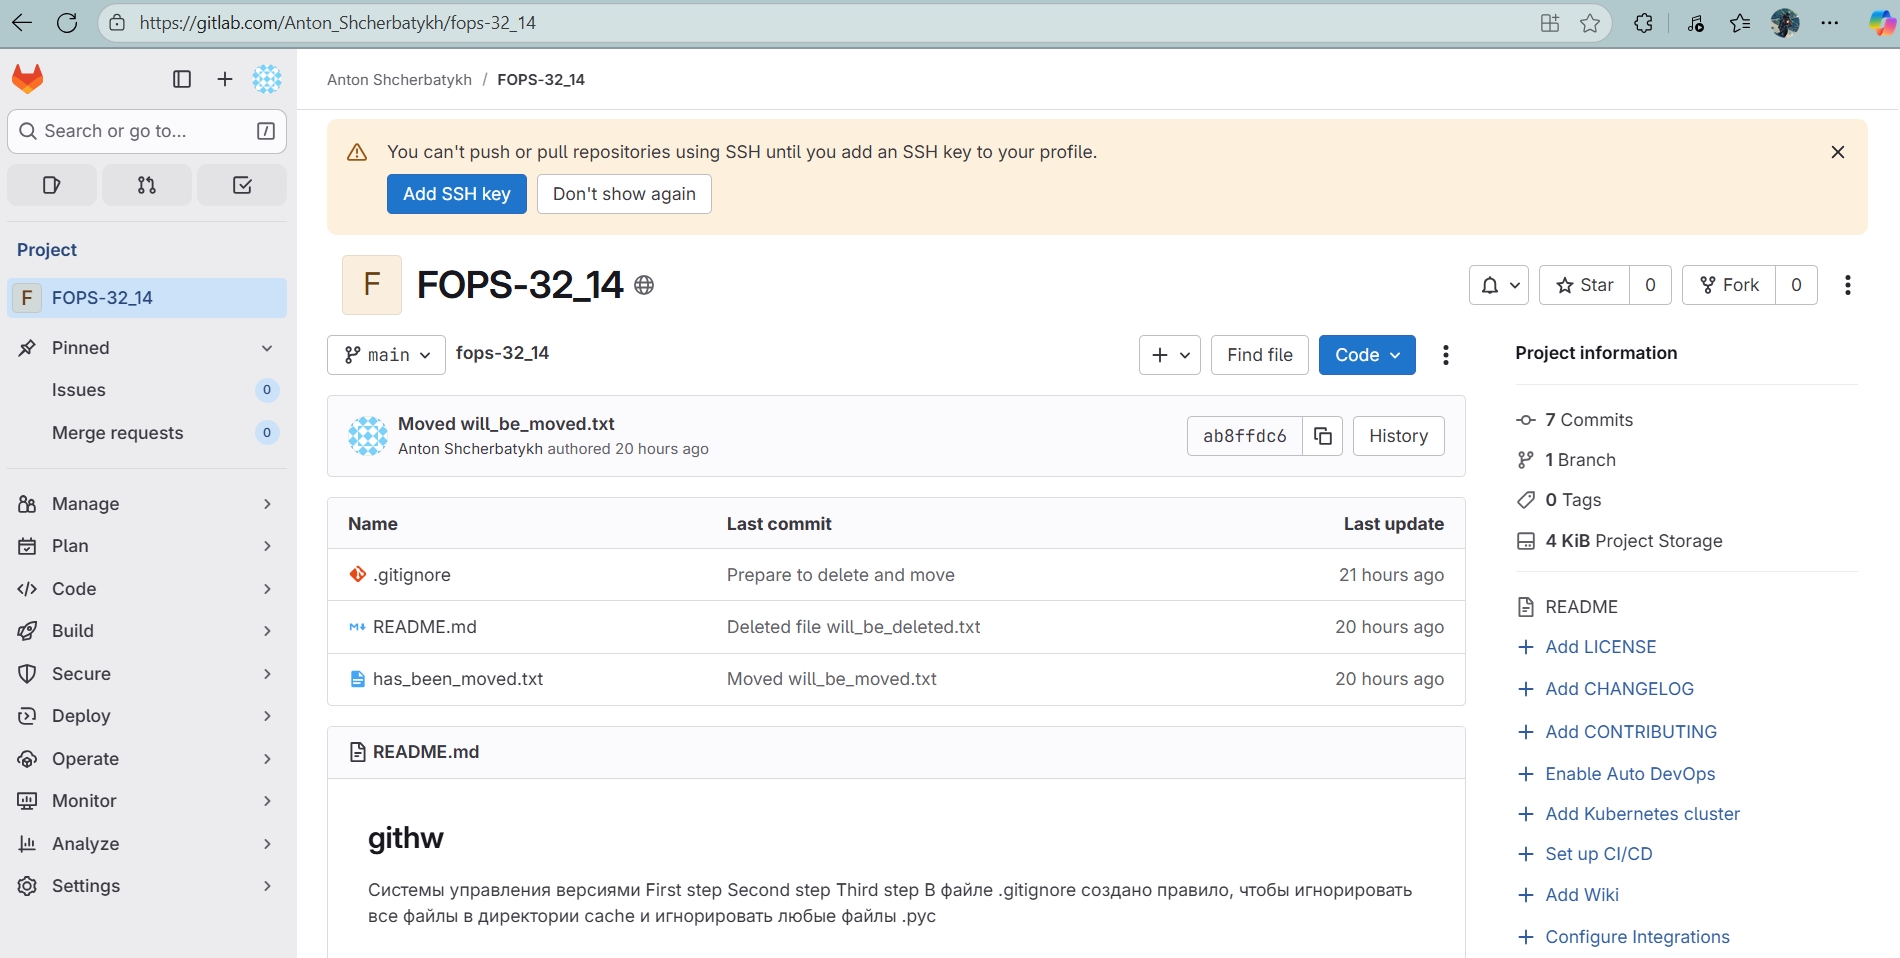 https://gitlab.com/Anton_Shcherbatykh/fops-32_14
Anton Shcherbatykh / FOPS-32_14
Search or go to... /
You can't push or pull repositories using SSH until you add an SSH key to your profile.
Add SSH key Don't show again
Project
F FOPS-32_14
Pinned
Issues 0
Merge requests 0
Manage
Plan
Code
Build
Secure
Deploy
Operate
Monitor
Analyze
Settings
F FOPS-32_14
Star 0 Fork 0
main fops-32_14
Find file Code
Moved will_be_moved.txt
Anton Shcherbatykh authored 20 hours ago
ab8ffdc6 History
Name Last commit Last update
.gitignore Prepare to delete and move 21 hours ago
README.md Deleted file will_be_deleted.txt 20 hours ago
has_been_moved.txt Moved will_be_moved.txt 20 hours ago
README.md
githw
Системы управления версиями First step Second step Third step В файле .gitignore создано правило, чтобы игнорировать
все файлы в директории cache и игнорировать любые файлы .pyc
Project information
7 Commits
1 Branch
0 Tags
4 KiB Project Storage
README
Add LICENSE
Add CHANGELOG
Add CONTRIBUTING
Enable Auto DevOps
Add Kubernetes cluster
Set up CI/CD
Add Wiki
Configure Integrations